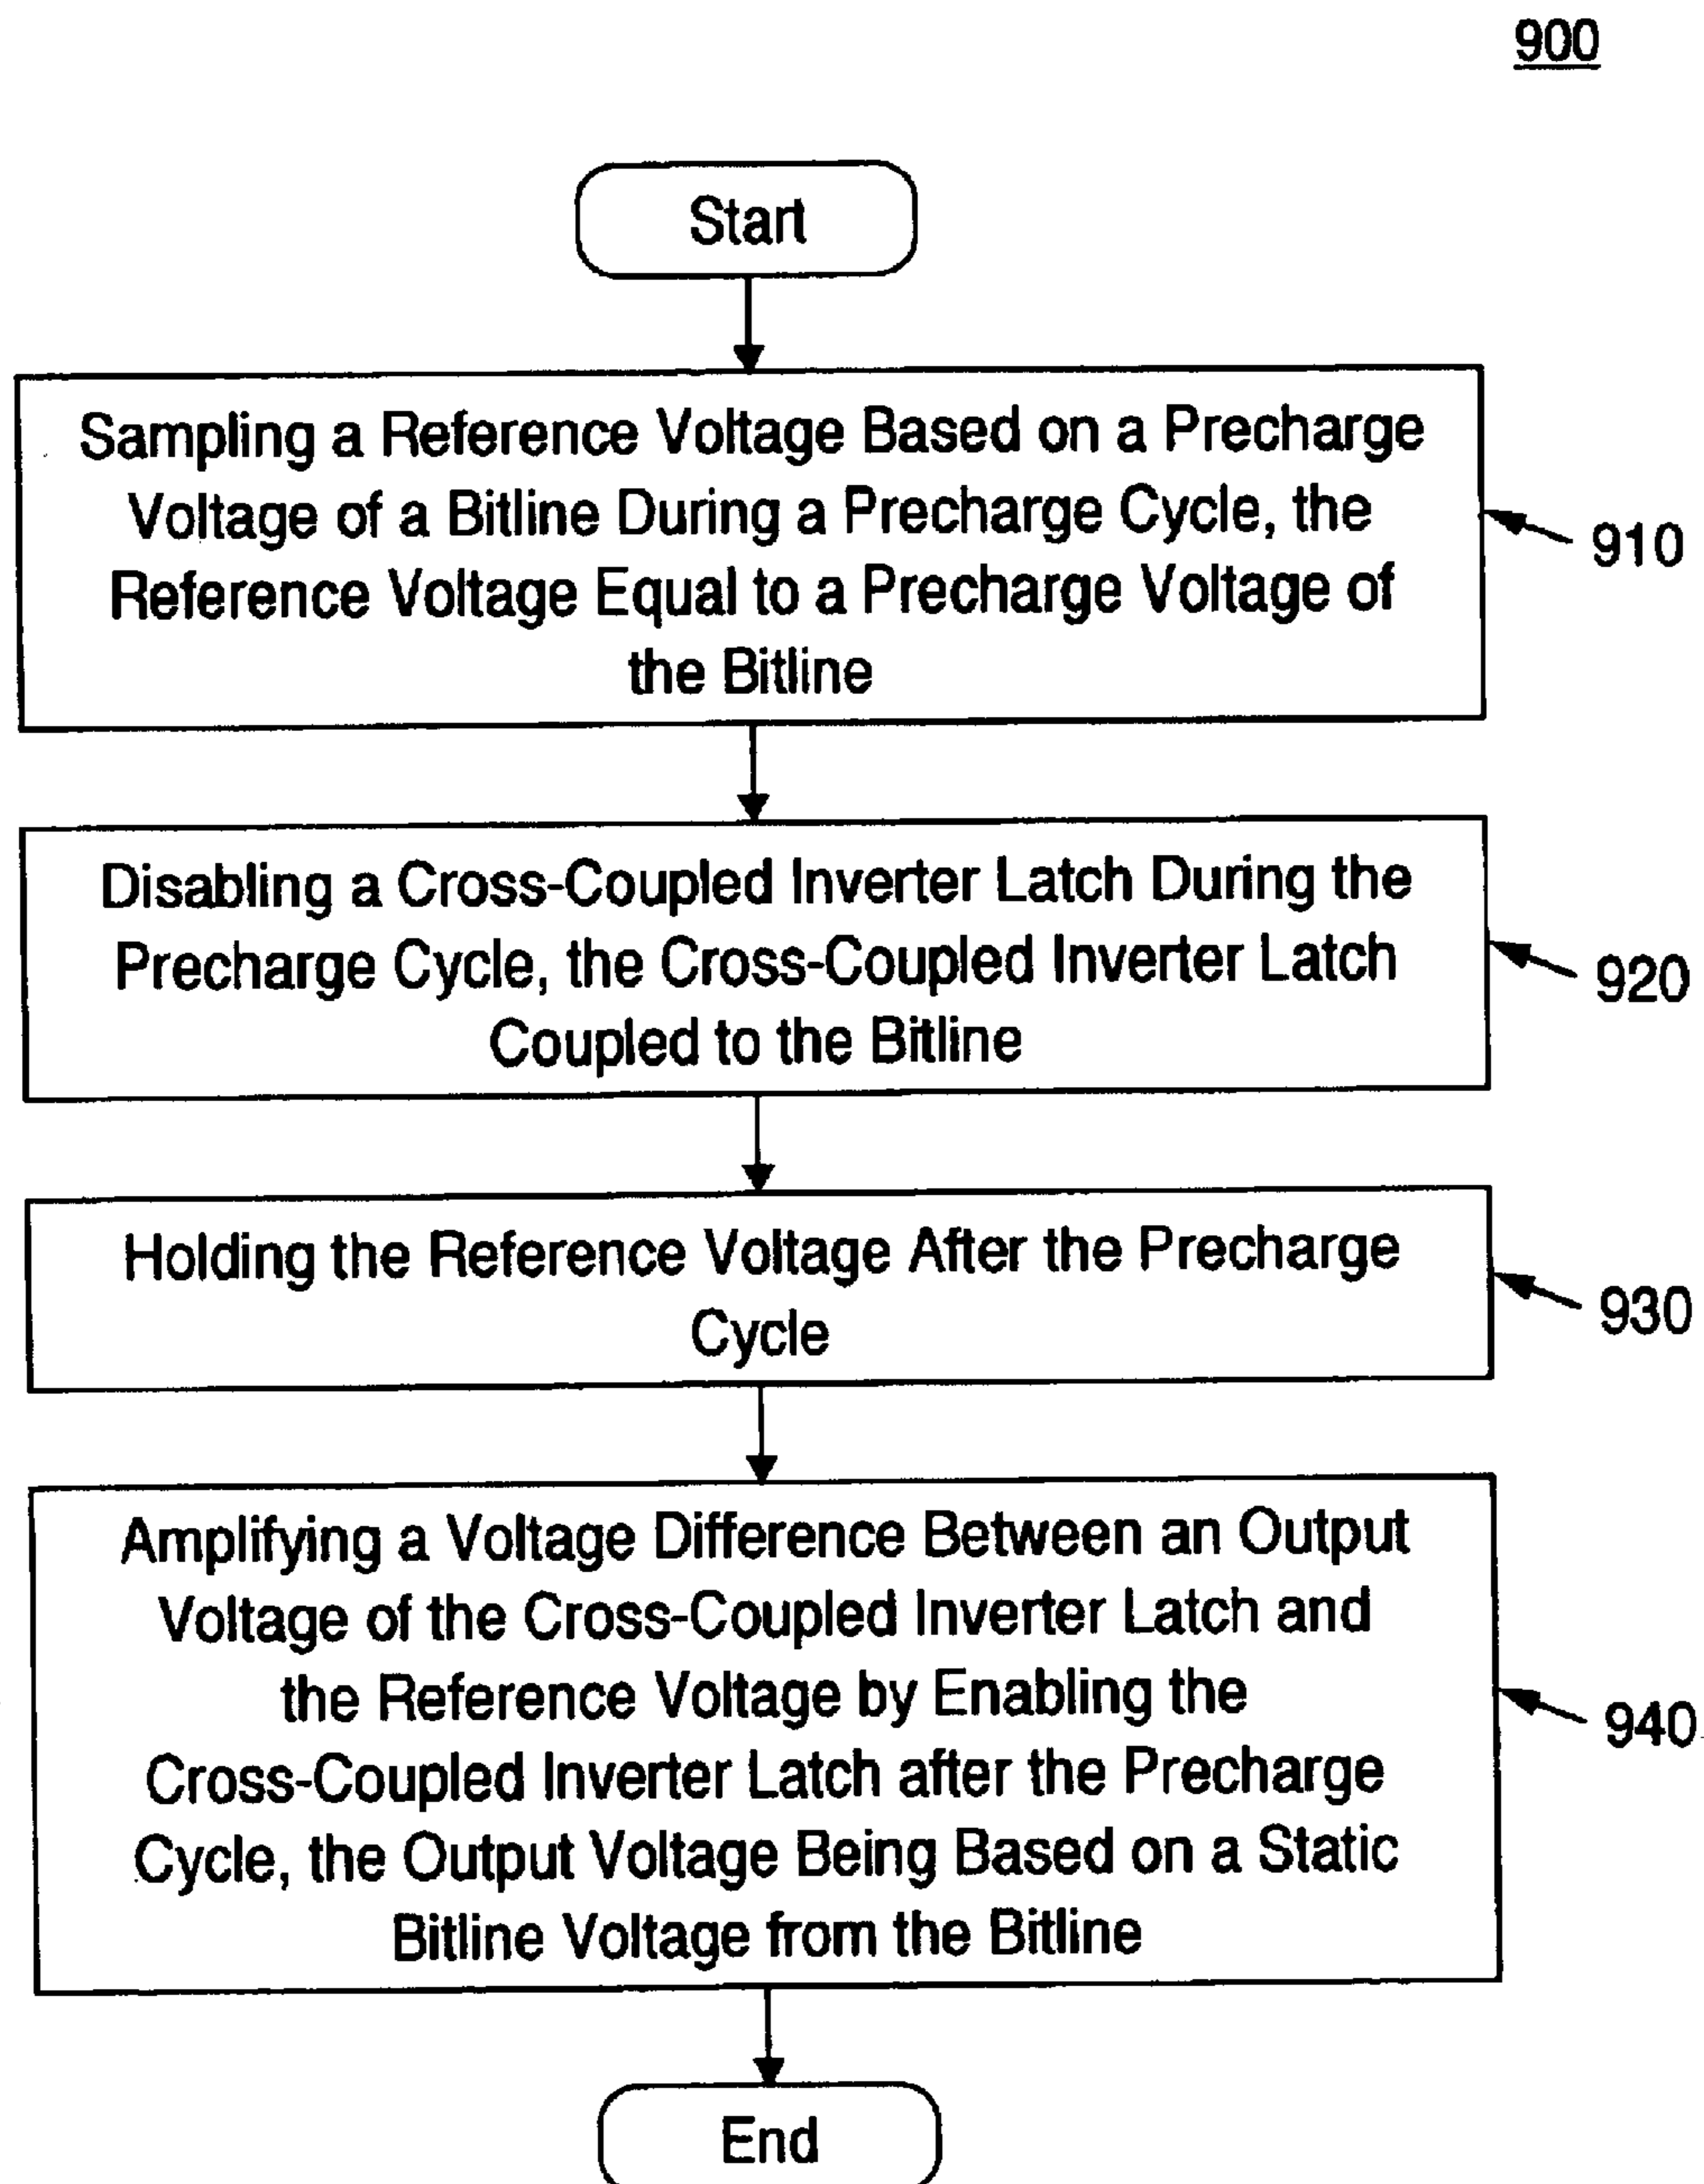 900
Start
Sampling a Reference Voltage Based on a Precharge
Voltage of a Bitline During a Precharge Cycle, the
Reference Voltage Equal to a Precharge Voltage of
the Bitline
910
Disabling a Cross-Coupled Inverter Latch During the
Precharge Cycle, the Cross-Coupled Inverter Latch
Coupled to the Bitline
920
Holding the Reference Voltage After the Precharge
Cycle
930
Amplifying a Voltage Difference Between an Output
Voltage of the Cross-Coupled Inverter Latch and
the Reference Voltage by Enabling the
Cross-Coupled Inverter Latch after the Precharge
Cycle, the Output Voltage Being Based on a Static
Bitline Voltage from the Bitline
940
End